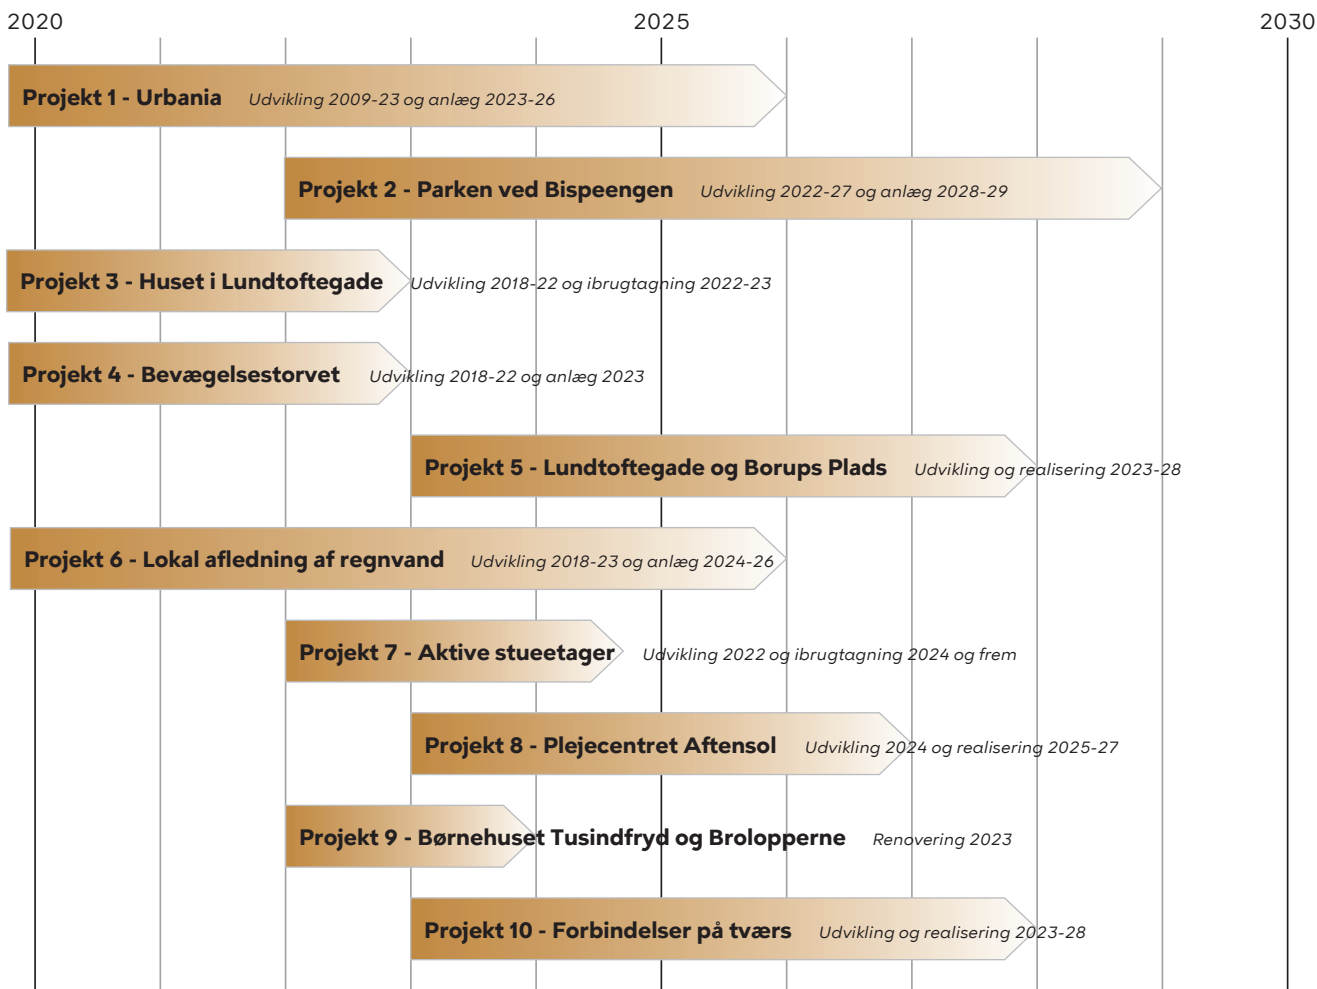 2020 2025 2030
Projekt 1 - Urbania Udvikling 2009-23 og anlæg 2023-26
Projekt 2 - Parken ved Bispeengen Udvikling 2022-27 og anlæg 2028-29
Projekt 3 - Huset i Lundtoftegade Udvikling 2018-22 og ibrugtagning 2022-23
Projekt 4 - Bevægelsestorvet Udvikling 2018-22 og anlæg 2023
Projekt 5 - Lundtoftegade og Borups Plads Udvikling og realisering 2023-28
Projekt 6 - Lokal afledning af regnvand Udvikling 2018-23 og anlæg 2024-26
Projekt 7 - Aktive stueetager Udvikling 2022 og ibrugtagning 2024 og frem
Projekt 8 - Plejecentret Aftensol Udvikling 2024 og realisering 2025-27
Projekt 9 - Børnehuset Tusindfryd og Brolopperne Renovering 2023
Projekt 10 - Forbindelser på tværs Udvikling og realisering 2023-28